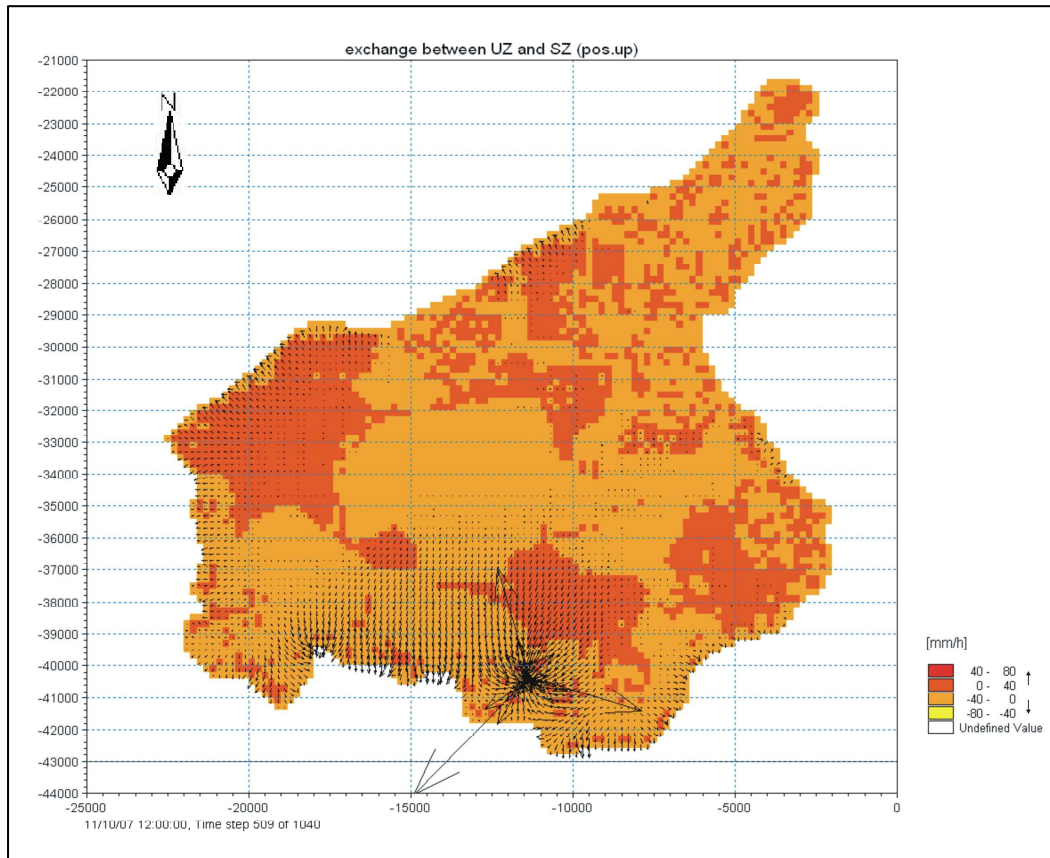 exchange between UZ and SZ (pos.up)
-21000
-22000
-23000
-24000
-25000
-26000
-27000
-28000
-29000
-30000
-31000
-32000
-33000
-34000
-35000
-36000
-37000
-38000
-39000
-40000
-41000
-42000
-43000
-44000
N
[mm/h]
40 - 80
0 - 40
-40 - 0
-80 - -40
Undefined Value
-25000 -20000 -15000 -10000 -5000 0
11/10/07 12:00:00, Time step 509 of 1040